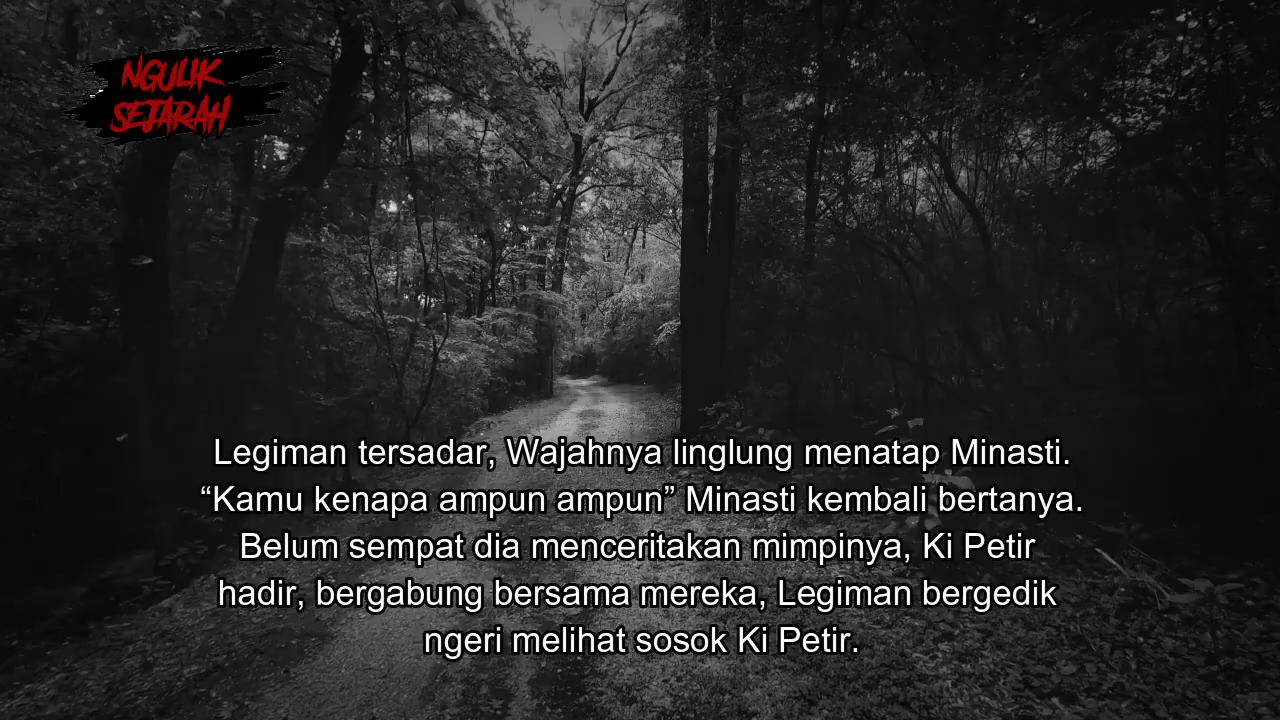 NGULIK
SEJARAH
Legiman tersadar, Wajahnya linglung menatap Minasti.
“Kamu kenapa ampun ampun” Minasti kembali bertanya.
Belum sempat dia menceritakan mimpinya, Ki Petir
hadir, bergabung bersama mereka, Legiman bergedik
ngeri melihat sosok Ki Petir.